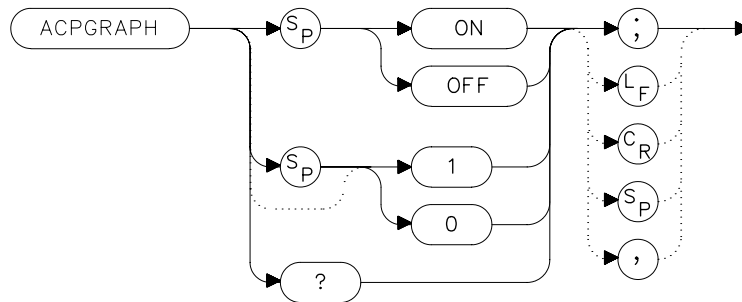 ACPGRAPH SP ON ;
OFF LF
CR
SP 1 SP
0 ,
?